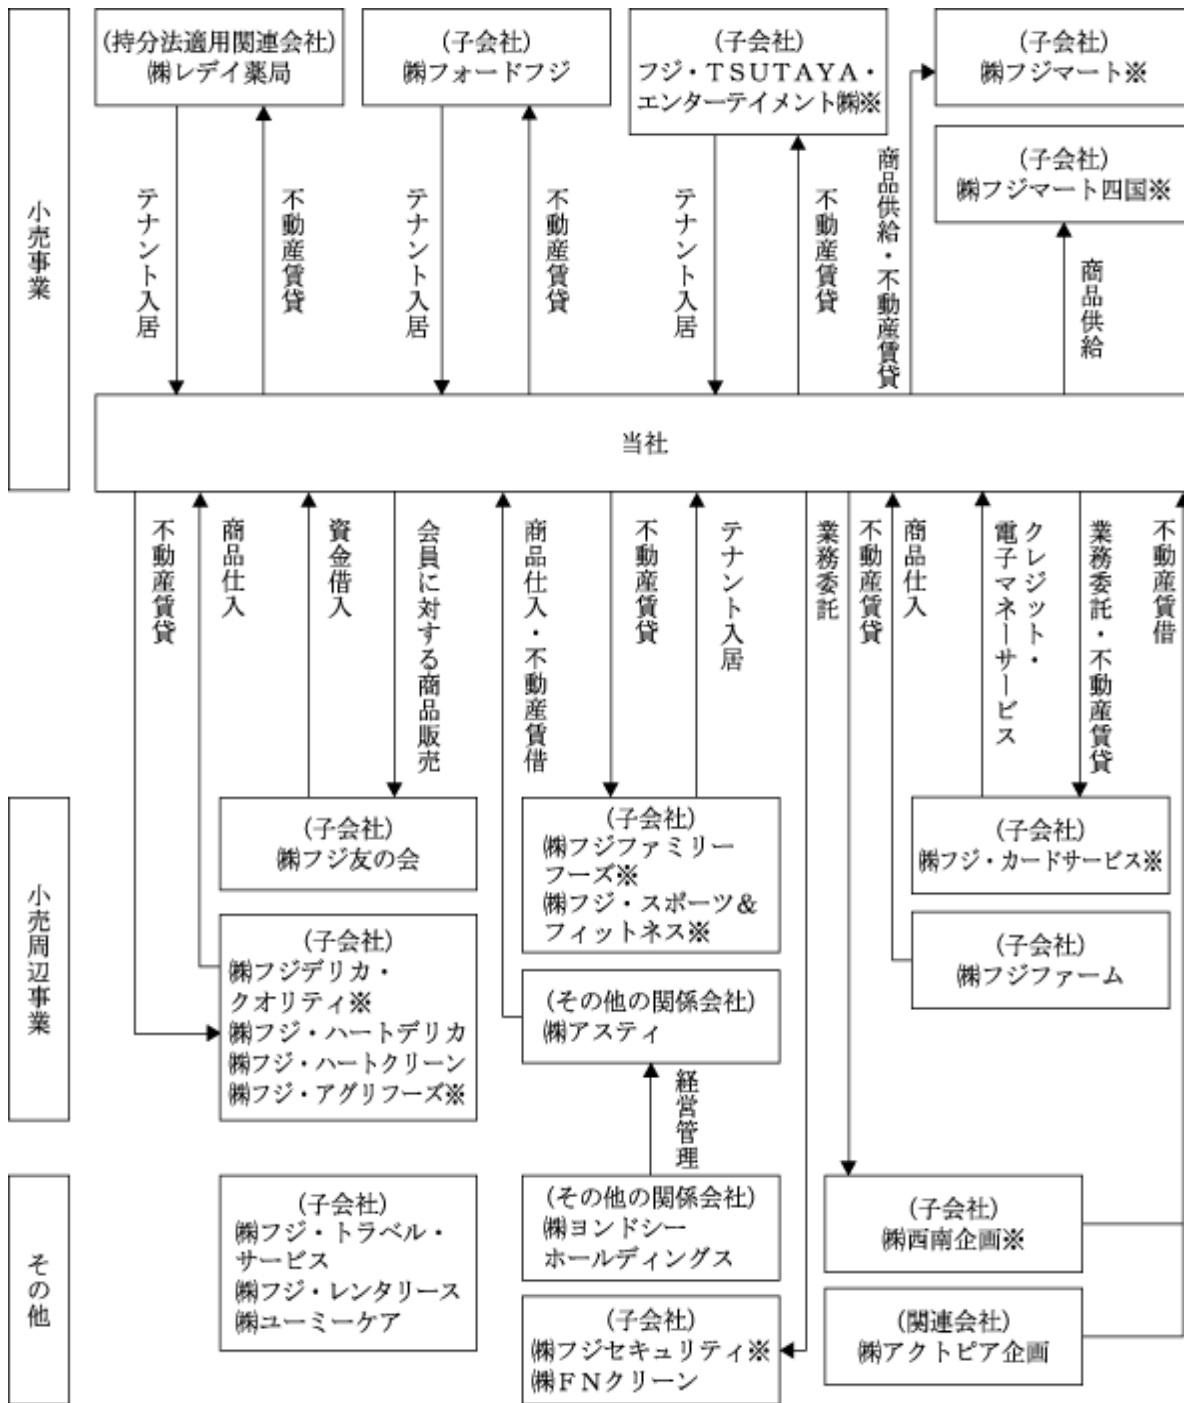 小売事業
(持分法適用関連会社)
㈱レデイ薬局
(子会社)
㈱フォードフジ
(子会社)
フジ・TSUTAYA・
エンターテイメント㈱※
(子会社)
㈱フジマート※
(子会社)
㈱フジマート四国※
テナント入居
不動産賃貸
テナント入居
不動産賃貸
テナント入居
不動産賃貸
商品供給・不動産賃貸
商品供給
当社
不動産賃貸
商品仕入
資金借入
会員に対する商品販売
商品仕入・不動産賃借
不動産賃貸
テナント入居
業務委託
不動産賃貸
商品仕入
クレジット・
電子マネーサービス
業務委託・不動産賃貸
不動産賃借
小売周辺事業
(子会社)
㈱フジ友の会
(子会社)
㈱フジデリカ・
クオリティ※
㈱フジ・ハートデリカ
㈱フジ・ハートクリーン
㈱フジ・アグリフーズ※
(子会社)
㈱フジファミリー
フーズ※
㈱フジ・スポーツ&
フィットネス※
(その他の関係会社)
㈱アスティ
経営管理
(子会社)
㈱フジ・カードサービス※
(子会社)
㈱フジファーム
その他
(子会社)
㈱フジ・トラベル・
サービス
㈱フジ・レンタリース
㈱ユーミーケア
(その他の関係会社)
㈱ヨンドシー
ホールディングス
(子会社)
㈱フジセキュリティ※
㈱FNクリーン
(子会社)
㈱西南企画※
(関連会社)
㈱アクトピア企画